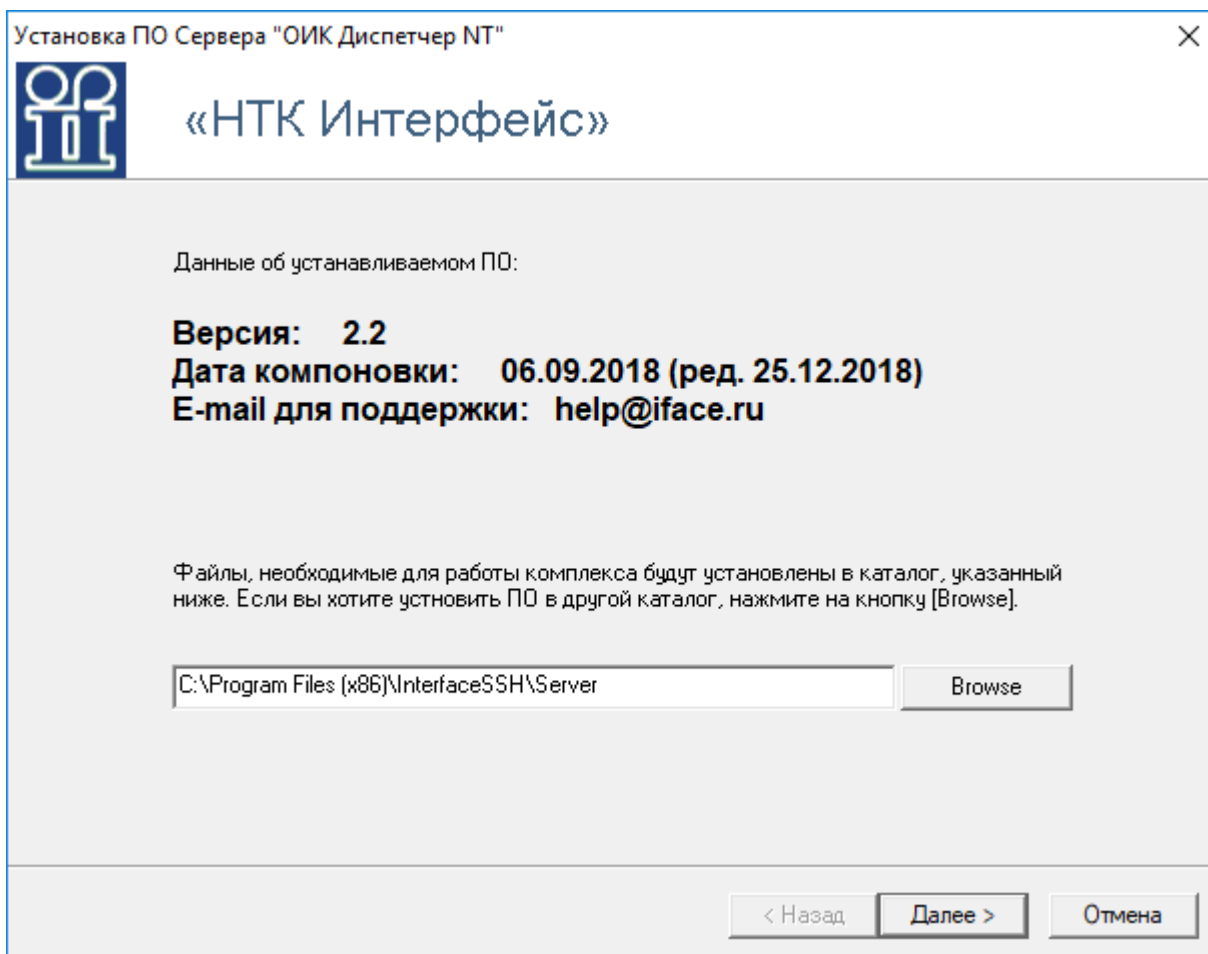 Установка ПО Сервера "ОИК Диспетчер NT"
«НТК Интерфейс»
Данные об устанавливаемом ПО:
Версия: 2.2
Дата компоновки: 06.09.2018 (ред. 25.12.2018)
E-mail для поддержки: help@iface.ru
Файлы, необходимые для работы комплекса будут установлены в каталог, указанный
ниже. Если вы хотите устновить ПО в другой каталог, нажмите на кнопку [Browse].
C:\Program Files (x86)\InterfaceSSH\Server
Browse
< Назад
Далее >
Отмена